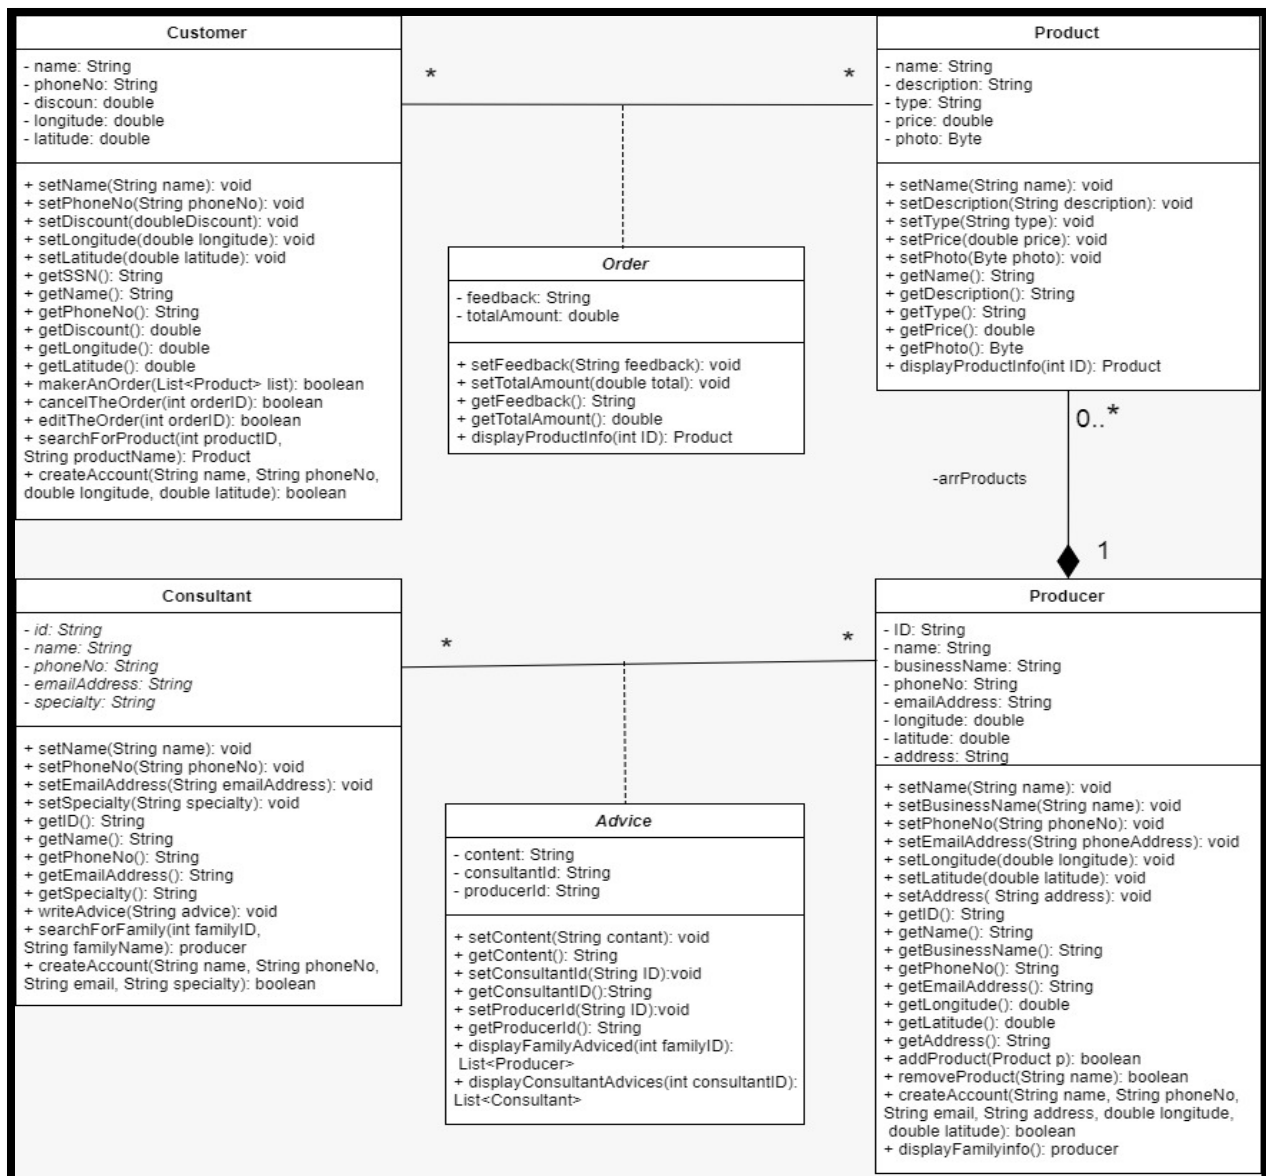 Customer
- name: String
- phoneNo: String
- discoun: double
- longitude: double
- latitude: double
+ setName(String name): void
+ setPhoneNo(String phoneNo): void
+ setDiscount(doubleDiscount): void
+ setLongitude(double longitude): void
+ setLatitude(double latitude): void
+ getSSN(): String
+ getName(): String
+ getPhoneNo(): String
+ getDiscount(): double
+ getLongitude(): double
+ getLatitude(): double
+ makerAnOrder(List<Product> list): boolean
+ cancelTheOrder(int orderID): boolean
+ editTheOrder(int orderID): boolean
+ searchForProduct(int productID,
String productName): Product
+ createAccount(String name, String phoneNo,
double longitude, double latitude): boolean
*
*
Order
- feedback: String
- totalAmount: double
+ setFeedback(String feedback): void
+ setTotalAmount(double total): void
+ getFeedback(): String
+ getTotalAmount(): double
+ displayProductInfo(int ID): Product
Product
- name: String
- description: String
- type: String
- price: double
- photo: Byte
+ setName(String name): void
+ setDescription(String description): void
+ setType(String type): void
+ setPrice(double price): void
+ setPhoto(Byte photo): void
+ getName(): String
+ getDescription(): String
+ getType(): String
+ getPrice(): double
+ getPhoto(): Byte
+ displayProductInfo(int ID): Product
0..*
-arrProducts
1
Consultant
- id: String
- name: String
- phoneNo: String
- emailAddress: String
- specialty: String
+ setName(String name): void
+ setPhoneNo(String phoneNo): void
+ setEmailAddress(String emailAddress): void
+ setSpecialty(String specialty): void
+ getID(): String
+ getName(): String
+ getPhoneNo(): String
+ getEmailAddress(): String
+ getSpecialty(): String
+ writeAdvice(String advice): void
+ searchForFamily(int familyID,
String familyName): producer
+ createAccount(String name, String phoneNo,
String email, String specialty): boolean
*
*
Advice
- content: String
- consultantId: String
- producerId: String
+ setContent(String contant): void
+ getContent(): String
+ setConsultantId(String ID):void
+ getConsultantID():String
+ setProducerId(String ID):void
+ getProducerId(): String
+ displayFamilyAdviced(int familyID):
List<Producer>
+ displayConsultantAdvices(int consultantID):
List<Consultant>
Producer
- ID: String
- name: String
- businessName: String
- phoneNo: String
- emailAddress: String
- longitude: double
- latitude: double
- address: String
+ setName(String name): void
+ setBusinessName(String name): void
+ setPhoneNo(String phoneNo): void
+ setEmailAddress(String phoneAddress): void
+ setLongitude(double longitude): void
+ setLatitude(double latitude): void
+ setAddress( String address): void
+ getID(): String
+ getName(): String
+ getBusinessName(): String
+ getPhoneNo(): String
+ getEmailAddress(): String
+ getLongitude(): double
+ getLatitude(): double
+ getAddress(): String
+ addProduct(Product p): boolean
+ removeProduct(String name): boolean
+ createAccount(String name, String phoneNo,
String email, String address, double longitude,
double latitude): boolean
+ displayFamilyinfo(): producer